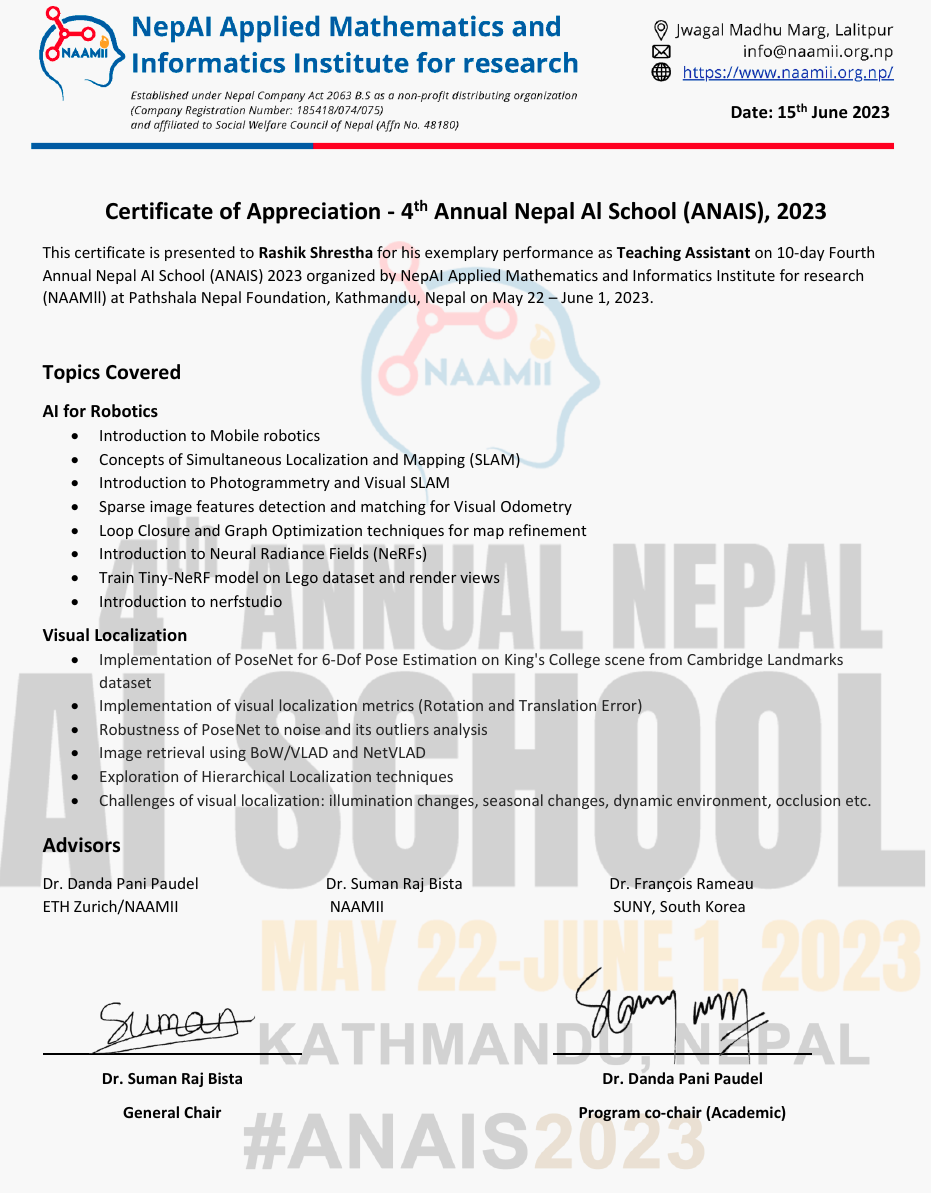 NAAMII
NepAI Applied Mathematics and
Informatics Institute for research
Established under Nepal Company Act 2063 B.S as a non-profit distributing organization
(Company Registration Number: 185418/074/075)
and affiliated to Social Welfare Council of Nepal (Affn No. 48180)
Jwagal Madhu Marg, Lalitpur
info@naamii.org.np
https://www.naamii.org.np/
Date: 15th June 2023
Certificate of Appreciation - 4th Annual Nepal Al School (ANAIS), 2023
This certificate is presented to Rashik Shrestha for his exemplary performance as Teaching Assistant on 10-day Fourth
Annual Nepal AI School (ANAIS) 2023 organized by NepAI Applied Mathematics and Informatics Institute for research
(NAAMll) at Pathshala Nepal Foundation, Kathmandu, Nepal on May 22 – June 1, 2023.
NAAMII
Topics Covered
AI for Robotics
• Introduction to Mobile robotics
• Concepts of Simultaneous Localization and Mapping (SLAM)
• Introduction to Photogrammetry and Visual SLAM
• Sparse image features detection and matching for Visual Odometry
• Loop Closure and Graph Optimization techniques for map refinement
• Introduction to Neural Radiance Fields (NeRFs)
• Train Tiny-NeRF model on Lego dataset and render views
• Introduction to nerfstudio
4th ANNUAL NEPAL
Visual Localization
• Implementation of PoseNet for 6-Dof Pose Estimation on King's College scene from Cambridge Landmarks
dataset
• Implementation of visual localization metrics (Rotation and Translation Error)
• Robustness of PoseNet to noise and its outliers analysis
• Image retrieval using BoW/VLAD and NetVLAD
• Exploration of Hierarchical Localization techniques
• Challenges of visual localization: illumination changes, seasonal changes, dynamic environment, occlusion etc.
AI SCHOOL
Advisors
Dr. Danda Pani Paudel Dr. Suman Raj Bista Dr. François Rameau
ETH Zurich/NAAMII NAAMII SUNY, South Korea
MAY 22-JUNE 1, 2023
Suman
KATHMANDU, NEPAL
Dr. Suman Raj Bista Dr. Danda Pani Paudel
General Chair Program co-chair (Academic)
#ANAIS2023